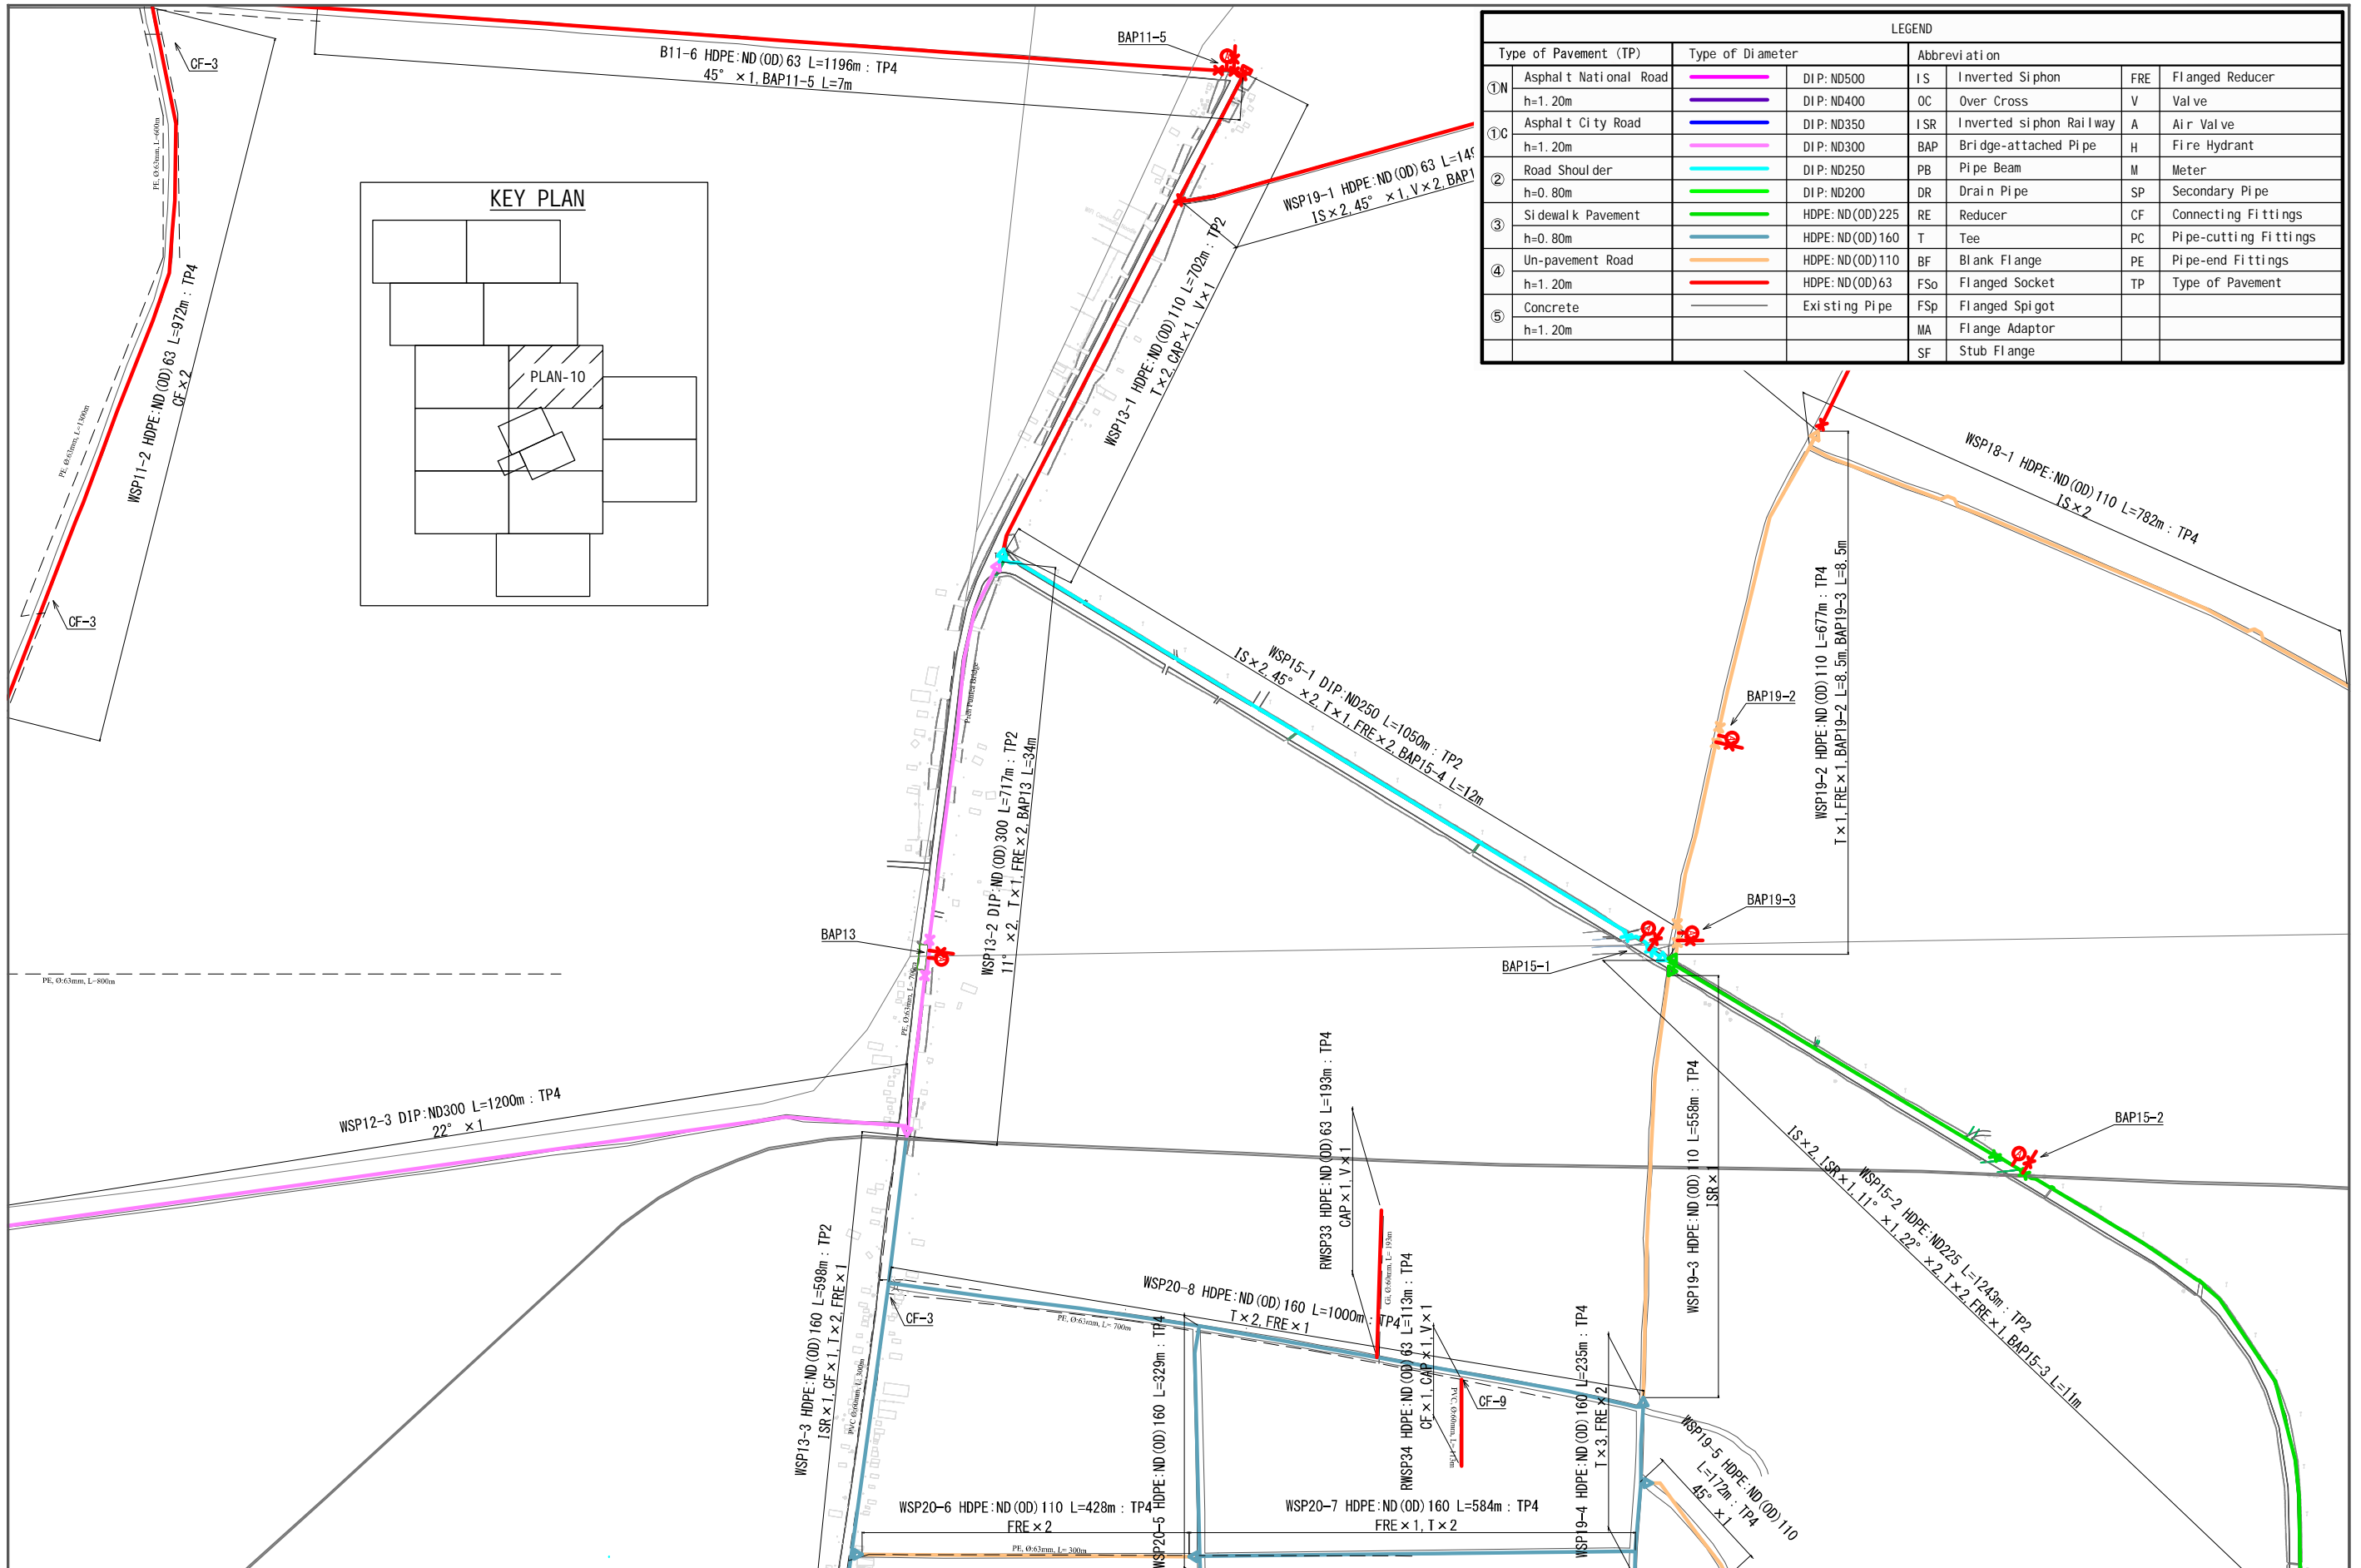 LEGEND
Type of Pavement (TP) Type of Diameter Abbreviation
①N Asphalt National Road DIP:ND500 IS Inverted Siphon FRE Flanged Reducer
h=1.20m DIP:ND400 OC Over Cross V Valve
①C Asphalt City Road DIP:ND350 ISR Inverted siphon Railway A Air Valve
h=1.20m DIP:ND300 BAP Bridge-attached Pipe H Fire Hydrant
② Road Shoulder DIP:ND250 PB Pipe Beam M Meter
h=0.80m DIP:ND200 DR Drain Pipe SP Secondary Pipe
③ Sidewalk Pavement HDPE:ND(OD)225 RE Reducer CF Connecting Fittings
h=0.80m HDPE:ND(OD)160 T Tee PC Pipe-cutting Fittings
④ Un-pavement Road HDPE:ND(OD)110 BF Blank Flange PE Pipe-end Fittings
h=1.20m HDPE:ND(OD)63 FSo Flanged Socket TP Type of Pavement
⑤ Concrete Existing Pipe FSp Flanged Spigot
h=1.20m MA Flange Adaptor
SF Stub Flange
CF-3
B11-6 HDPE:ND(OD)63 L=1196m : TP4
45° ×1,BAP11-5 L=7m
BAP11-5
PE, Ø:63mm, L=600m
WSP19-1 HDPE:ND(OD)63 L=149
IS×2,45° ×1,V×2,BAP1
KEY PLAN
PLAN-10
WSP11-2 HDPE:ND(OD)63 L=972m : TP4
CF×2
PE, Ø:63mm, L=1300m
CF-3
WSP13-1 HDPE:ND(OD)110 L=702m : TP2
T×2,CAP×1, V×1
WSP18-1 HDPE:ND(OD)110 L=782m : TP4
IS×2
WSP15-1 DIP:ND250 L=1050m : TP2
IS×2,45° ×2,T×1,FRE×2,BAP15-4 L=12m
WSP19-2 HDPE:ND(OD)110 L=677m : TP4
T×1,FRE×1,BAP19-2 L=8.5m,BAP19-3 L=8.5m
BAP19-2
BAP19-3
BAP15-1
WSP13-2 DIP:ND(OD)300 L=717m : TP2
11° ×2, T×1,FRE×2,BAP13 L=34m
BAP13
PE, Ø:63mm, L=800m
WSP12-3 DIP:ND300 L=1200m : TP4
22° ×1
RWSP33 HDPE:ND(OD)63 L=193m : TP4
CAP×1,V×1
GI, Ø:60mm, L= 193m
WSP19-3 HDPE:ND(OD)110 L=558m : TP4
ISR×1
BAP15-2
WSP15-2 HDPE:ND225 L=1243m : TP2
IS×2,ISR×1,11° ×1,22° ×2,T×2,FRE×1,BAP15-3 L=11m
WSP13-3 HDPE:ND(OD)160 L=598m : TP2
ISR×1,CF×1,T×2,FRE×1
CF-3
WSP20-8 HDPE:ND(OD)160 L=1000m : TP4
T×2,FRE×1
PE, Ø:63mm, L= 700m
RWSP34 HDPE:ND(OD)63 L=113m : TP4
CF×1,CAP×1,V×1
CF-9
WSP20-5 HDPE:ND(OD)160 L=329m : TP4
WSP19-4 HDPE:ND(OD)160 L=235m : TP4
T×3,FRE×2
WSP19-5 HDPE:ND(OD)110
L=172m : TP4
45° ×1
WSP20-6 HDPE:ND(OD)110 L=428m : TP4
FRE×2
WSP20-7 HDPE:ND(OD)160 L=584m : TP4
FRE×1,T×2
PE, Ø:63mm, L= 300m